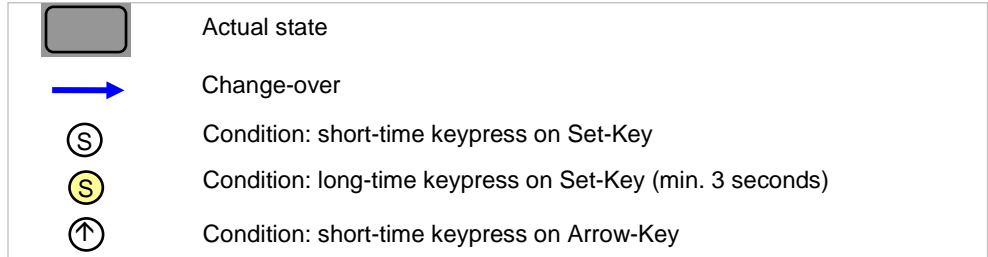 Actual state
Change-over
S Condition: short-time keypress on Set-Key
S Condition: long-time keypress on Set-Key (min. 3 seconds)
Condition: short-time keypress on Arrow-Key